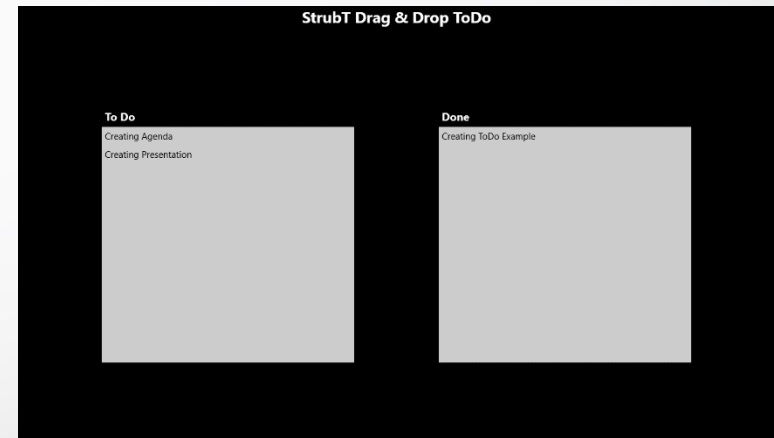 StrubT Drag & Drop ToDo
To Do
Creating Agenda
Creating Presentation
Done
Creating ToDo Example